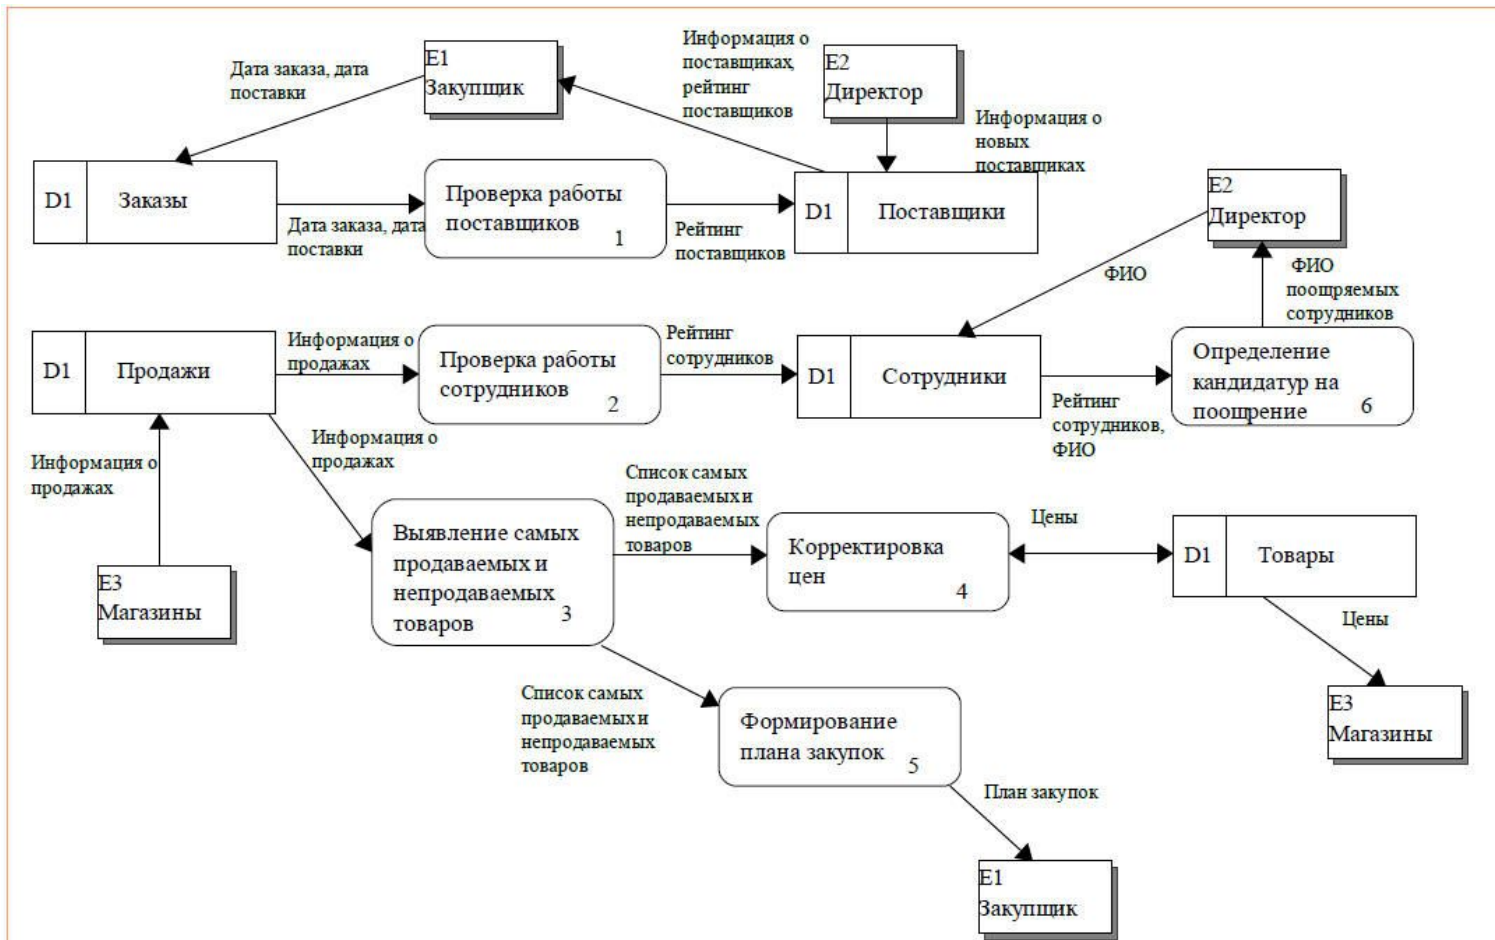 Дата заказа, дата
поставки
E1
Закупщик
Информация о
поставщиках,
рейтинг
поставщиков
E2
Директор
Информация о
новых
поставщиках
D1
Заказы
Дата заказа, дата
поставки
Проверка работы
поставщиков
1
Рейтинг
поставщиков
D1
Поставщики
E2
Директор
ФИО
ФИО
поощряемых
сотрудников
D1
Продажи
Информация о
продажах
Проверка работы
сотрудников
2
Рейтинг
сотрудников
D1
Сотрудники
Рейтинг
сотрудников,
ФИО
Определение
кандидатур на
поощрение
6
Информация о
продажах
Информация о
продажах
E3
Магазины
Выявление самых
продаваемых и
непродаваемых
товаров
3
Список самых
продаваемых и
непродаваемых
товаров
Корректировка
цен
4
Цены
D1
Товары
Цены
E3
Магазины
Список самых
продаваемых и
непродаваемых
товаров
Формирование
плана закупок
5
План закупок
E1
Закупщик